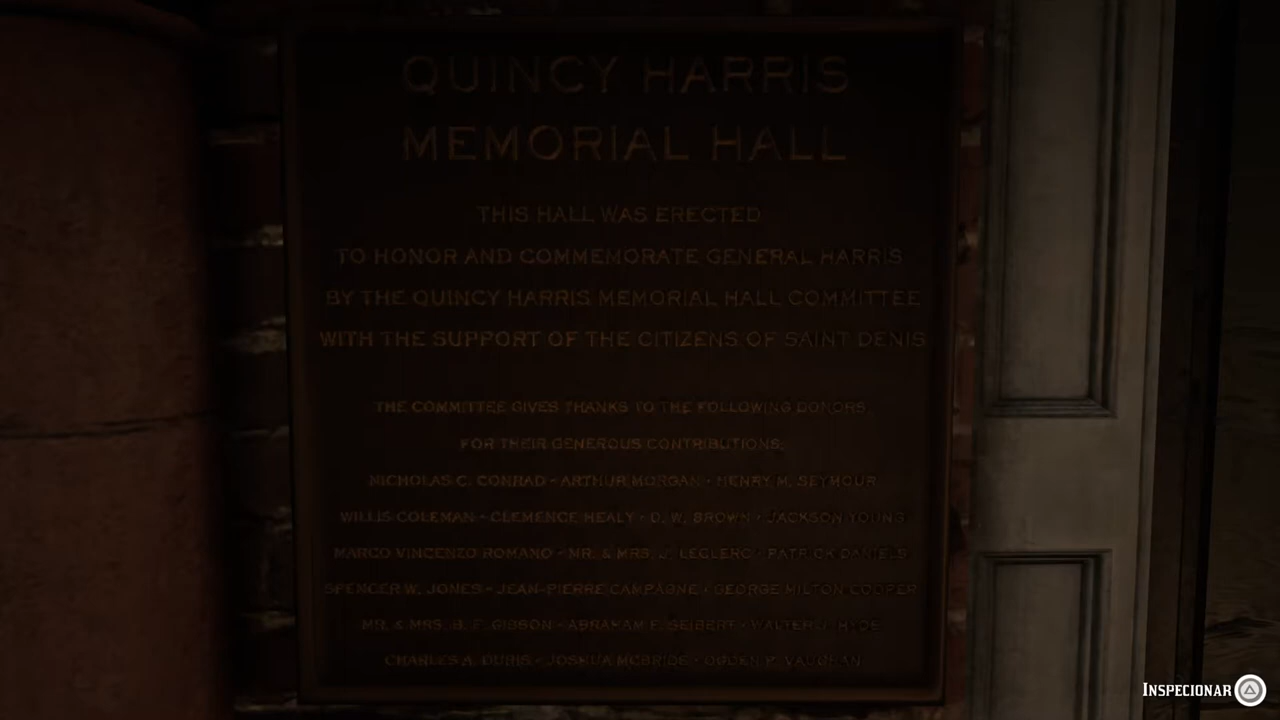 QUINCY HARRIS
MEMORIAL HALL
THIS HALL WAS ERECTED
TO HONOR AND COMMEMORATE GENERAL HARRIS
BY THE QUINCY HARRIS MEMORIAL HALL COMMITTEE
WITH THE SUPPORT OF THE CITIZENS OF SAINT DENIS
THE COMMITTEE GIVES THANKS TO THE FOLLOWING DONORS
FOR THEIR GENEROUS CONTRIBUTIONS:
NICHOLAS C. CONRAD - ARTHUR MORGAN - HENRY M. SEYMOUR
WILLIS COLEMAN - CLEMENCE HEALY - D. W. BROWN - JACKSON YOUNG
MARCO VINCENZO ROMANO - MR. & MRS. J. LECLERC - PATRICK DANIELS
SPENCER W. JONES - JEAN-PIERRE CAMPAGNE - GEORGE MILTON COOPER
MR. & MRS. H. F. GIBSON - ABRAHAM F. SEIBERT - WALTER J. HYDE
CHARLES A. DURIS - JOSHUA MCBRIDE - OGDEN P. VAUGHAN
INSPECIONAR